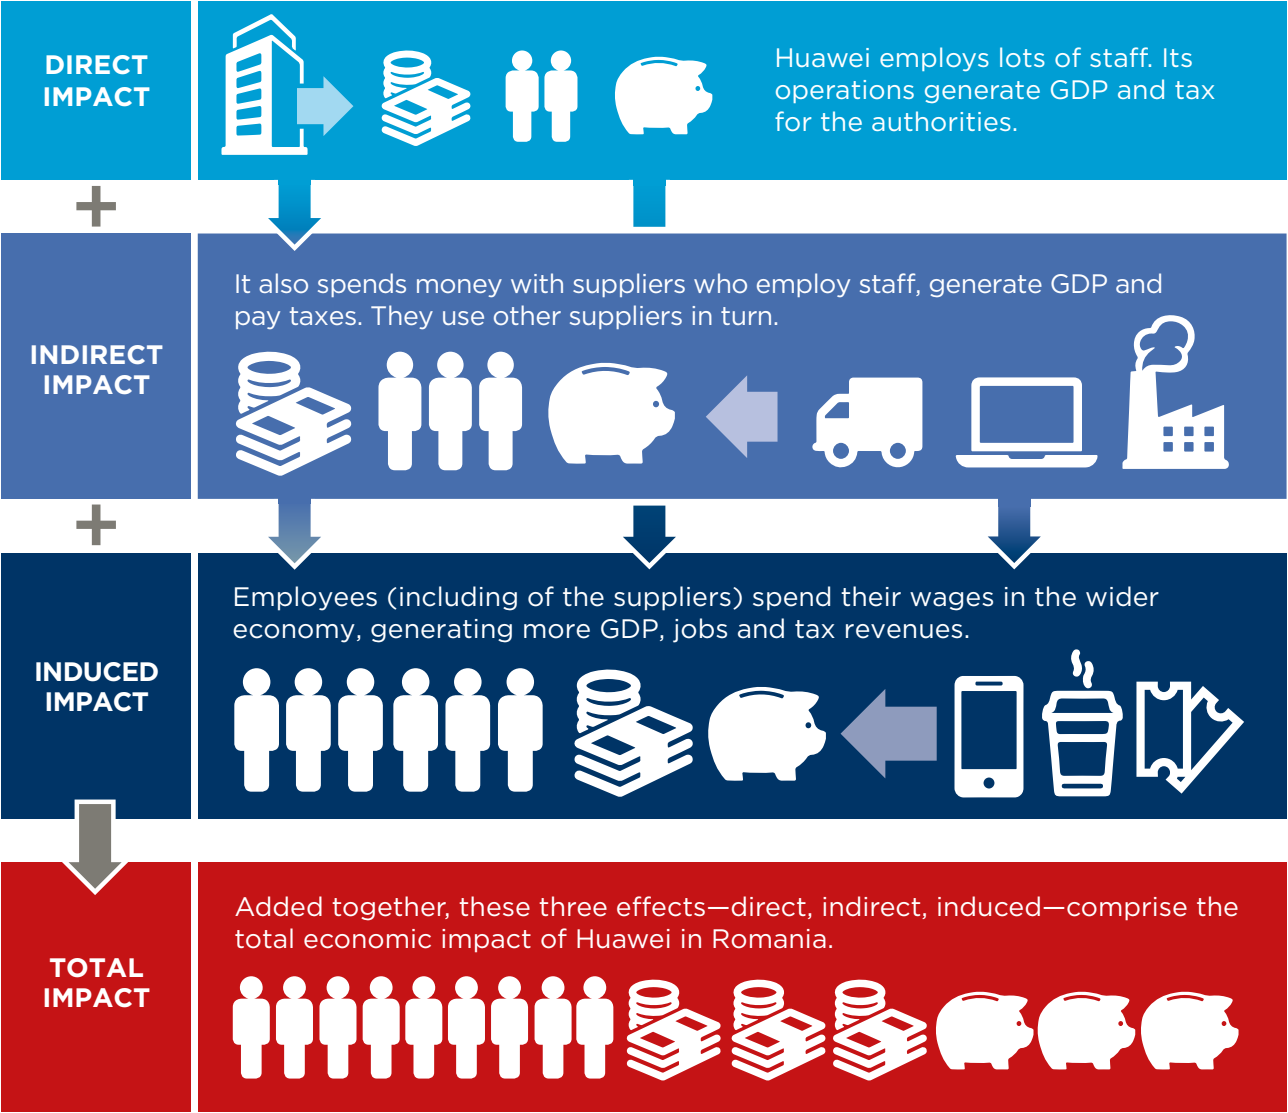 DIRECT
IMPACT
Huawei employs lots of staff. Its
operations generate GDP and tax
for the authorities.
+
INDIRECT
IMPACT
It also spends money with suppliers who employ staff, generate GDP and
pay taxes. They use other suppliers in turn.
+
INDUCED
IMPACT
Employees (including of the suppliers) spend their wages in the wider
economy, generating more GDP, jobs and tax revenues.
TOTAL
IMPACT
Added together, these three effects—direct, indirect, induced—comprise the
total economic impact of Huawei in Romania.